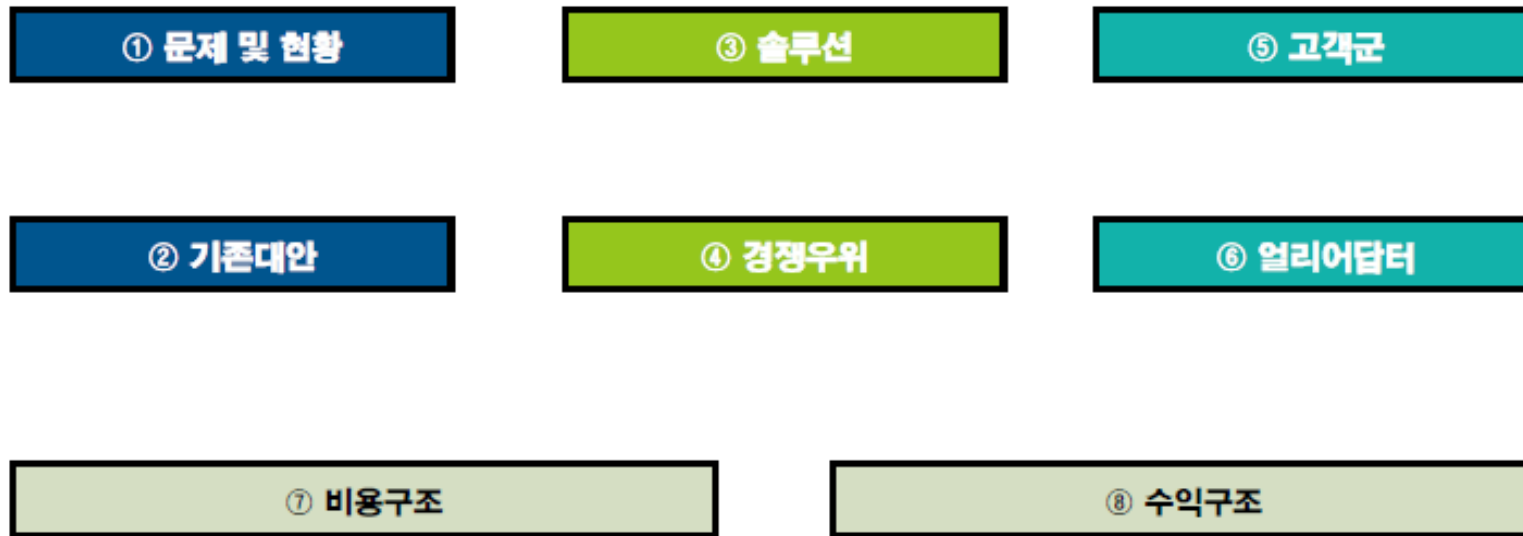 ① 문제 및 현황
③ 솔루션
⑤ 고객군
② 기존대안
④ 경쟁우위
⑥ 얼리어답터
⑦ 비용구조
⑧ 수익구조